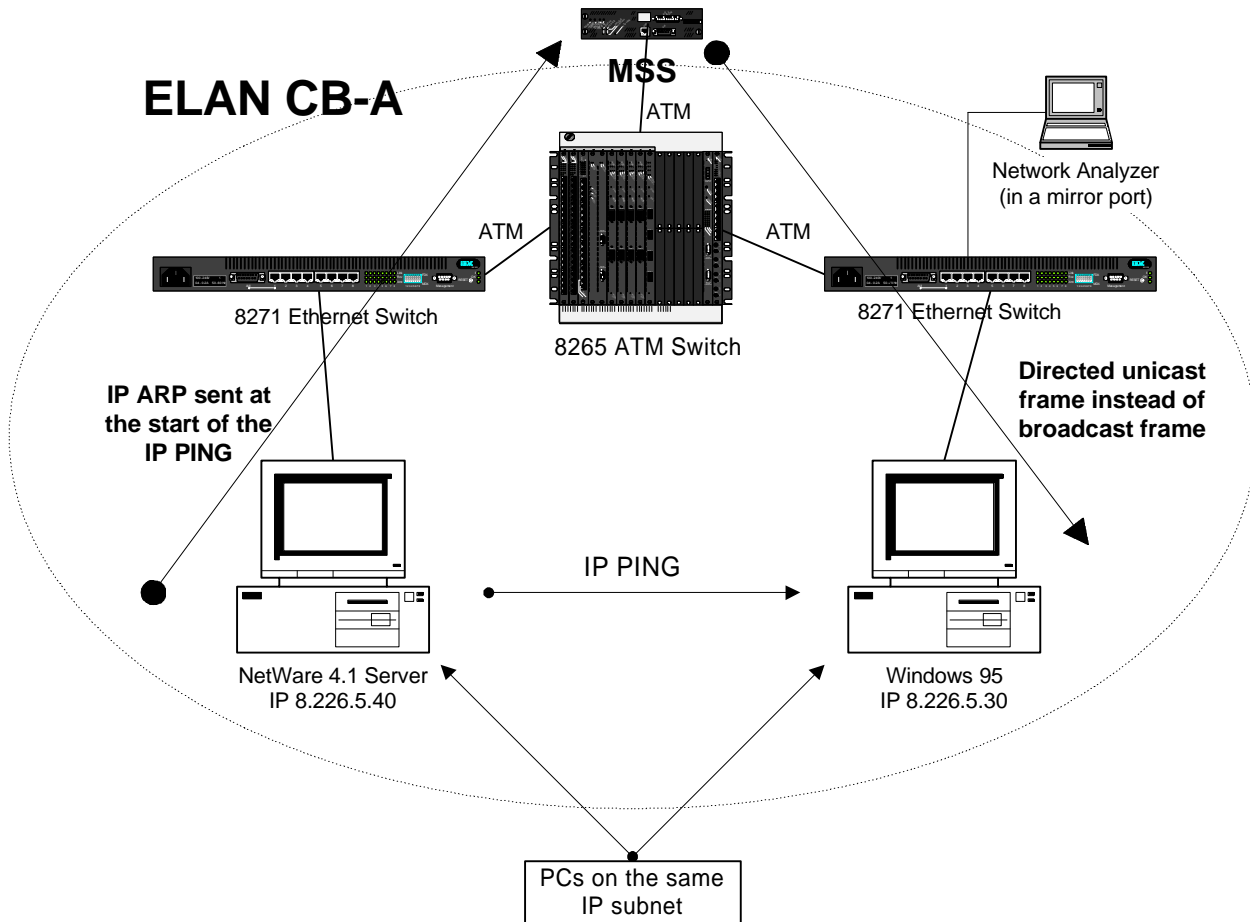 MSS
ELAN CB-A
ATM
Network Analyzer
(in a mirror port)
ATM
ATM
IBM
IBM
8271 Ethernet Switch
8271 Ethernet Switch
8265 ATM Switch
IP ARP sent at
the start of the
IP PING
Directed unicast
frame instead of
broadcast frame
IP PING
NetWare 4.1 Server
IP 8.226.5.40
Windows 95
IP 8.226.5.30
PCs on the same
IP subnet